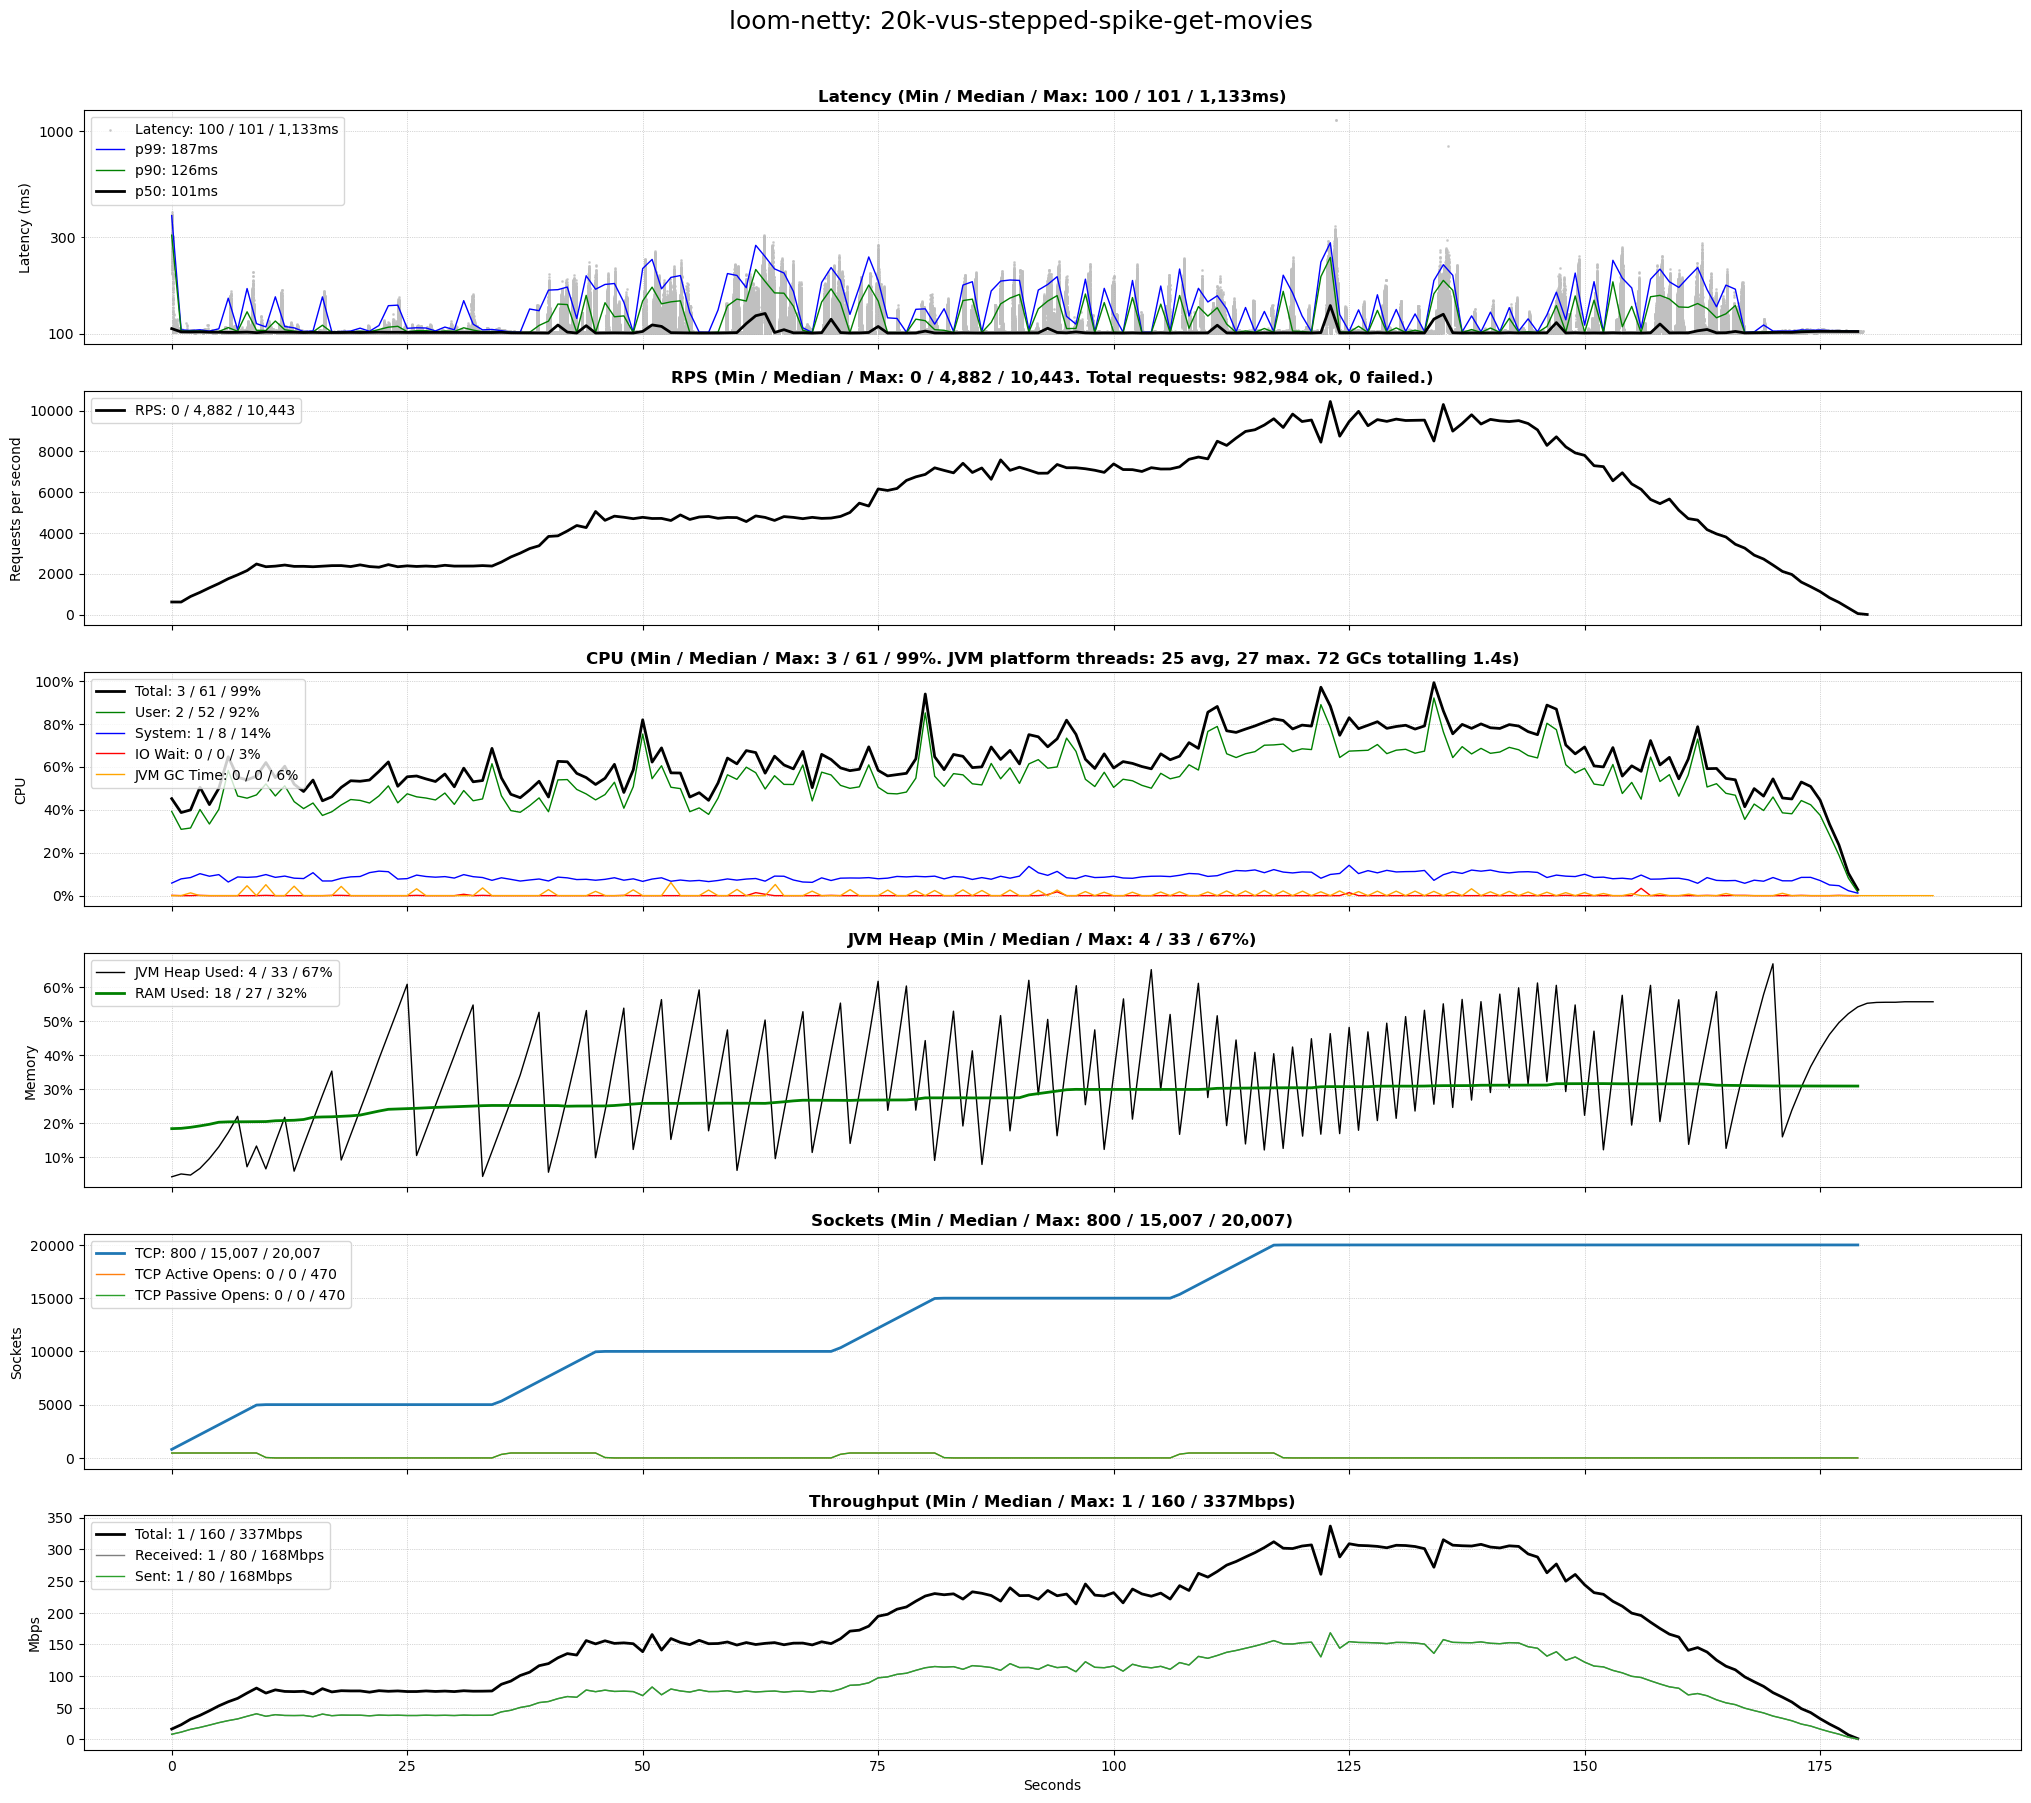 loom-netty: 20k-vus-stepped-spike-get-movies
Latency (Min / Median / Max: 100 / 101 / 1,133ms)
Latency (ms)
1000
300
100
Latency: 100 / 101 / 1,133ms
p99: 187ms
p90: 126ms
p50: 101ms
RPS (Min / Median / Max: 0 / 4,882 / 10,443. Total requests: 982,984 ok, 0 failed.)
Requests per second
10000
8000
6000
4000
2000
0
RPS: 0 / 4,882 / 10,443
CPU (Min / Median / Max: 3 / 61 / 99%. JVM platform threads: 25 avg, 27 max. 72 GCs totalling 1.4s)
CPU
100%
80%
60%
40%
20%
0%
Total: 3 / 61 / 99%
User: 2 / 52 / 92%
System: 1 / 8 / 14%
IO Wait: 0 / 0 / 3%
JVM GC Time: 0 / 0 / 6%
JVM Heap (Min / Median / Max: 4 / 33 / 67%)
Memory
60%
50%
40%
30%
20%
10%
JVM Heap Used: 4 / 33 / 67%
RAM Used: 18 / 27 / 32%
Sockets (Min / Median / Max: 800 / 15,007 / 20,007)
Sockets
20000
15000
10000
5000
0
TCP: 800 / 15,007 / 20,007
TCP Active Opens: 0 / 0 / 470
TCP Passive Opens: 0 / 0 / 470
Throughput (Min / Median / Max: 1 / 160 / 337Mbps)
Mbps
350
300
250
200
150
100
50
0
Total: 1 / 160 / 337Mbps
Received: 1 / 80 / 168Mbps
Sent: 1 / 80 / 168Mbps
0 25 50 75 100 125 150 175
Seconds